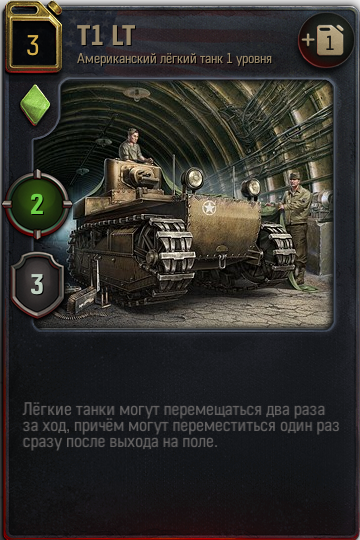 3
T1 LT
+1
Американский лёгкий танк 1 уровня
2
3
Лёгкие танки могут перемещаться два раза
за ход, причём могут переместиться один раз
сразу после выхода на поле.